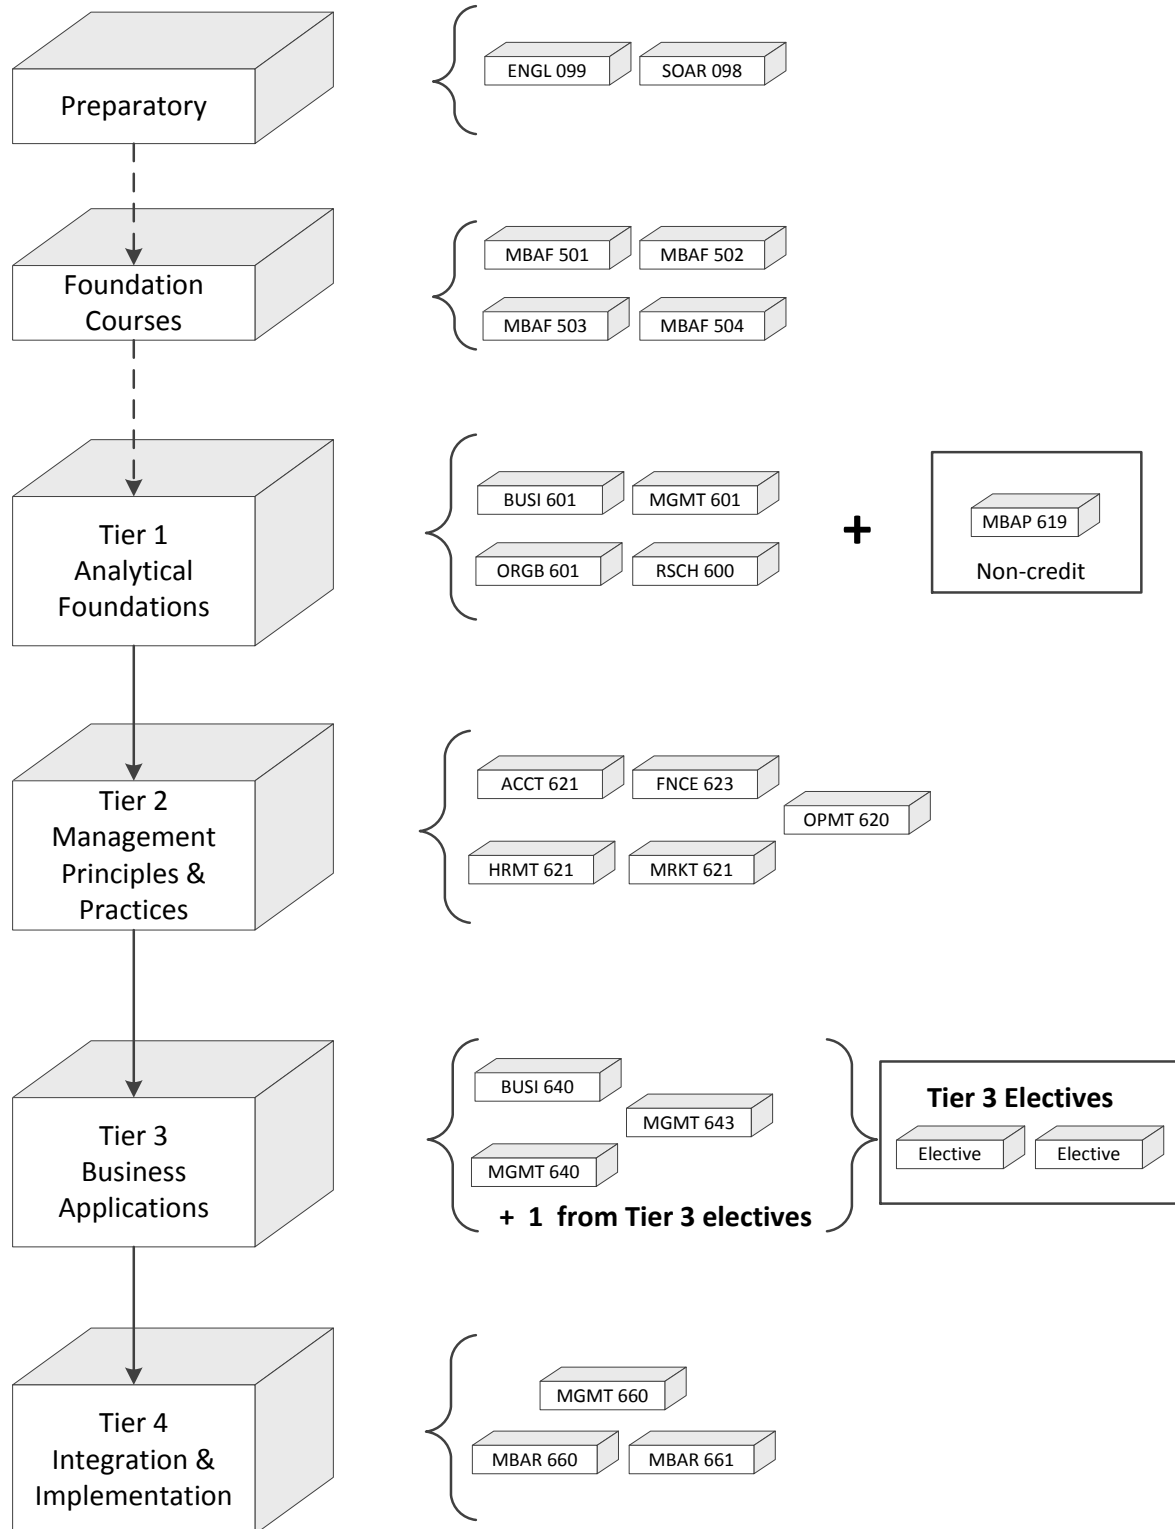 Preparatory
ENGL 099
SOAR 098
Foundation
Courses
MBAF 501
MBAF 502
MBAF 503
MBAF 504
Tier 1
Analytical
Foundations
BUSI 601
MGMT 601
ORGB 601
RSCH 600
+
MBAP 619
Non-credit
Tier 2
Management
Principles &
Practices
ACCT 621
FNCE 623
OPMT 620
HRMT 621
MRKT 621
Tier 3
Business
Applications
BUSI 640
MGMT 643
MGMT 640
+ 1 from Tier 3 electives
Tier 3 Electives
Elective
Elective
Tier 4
Integration &
Implementation
MGMT 660
MBAR 660
MBAR 661